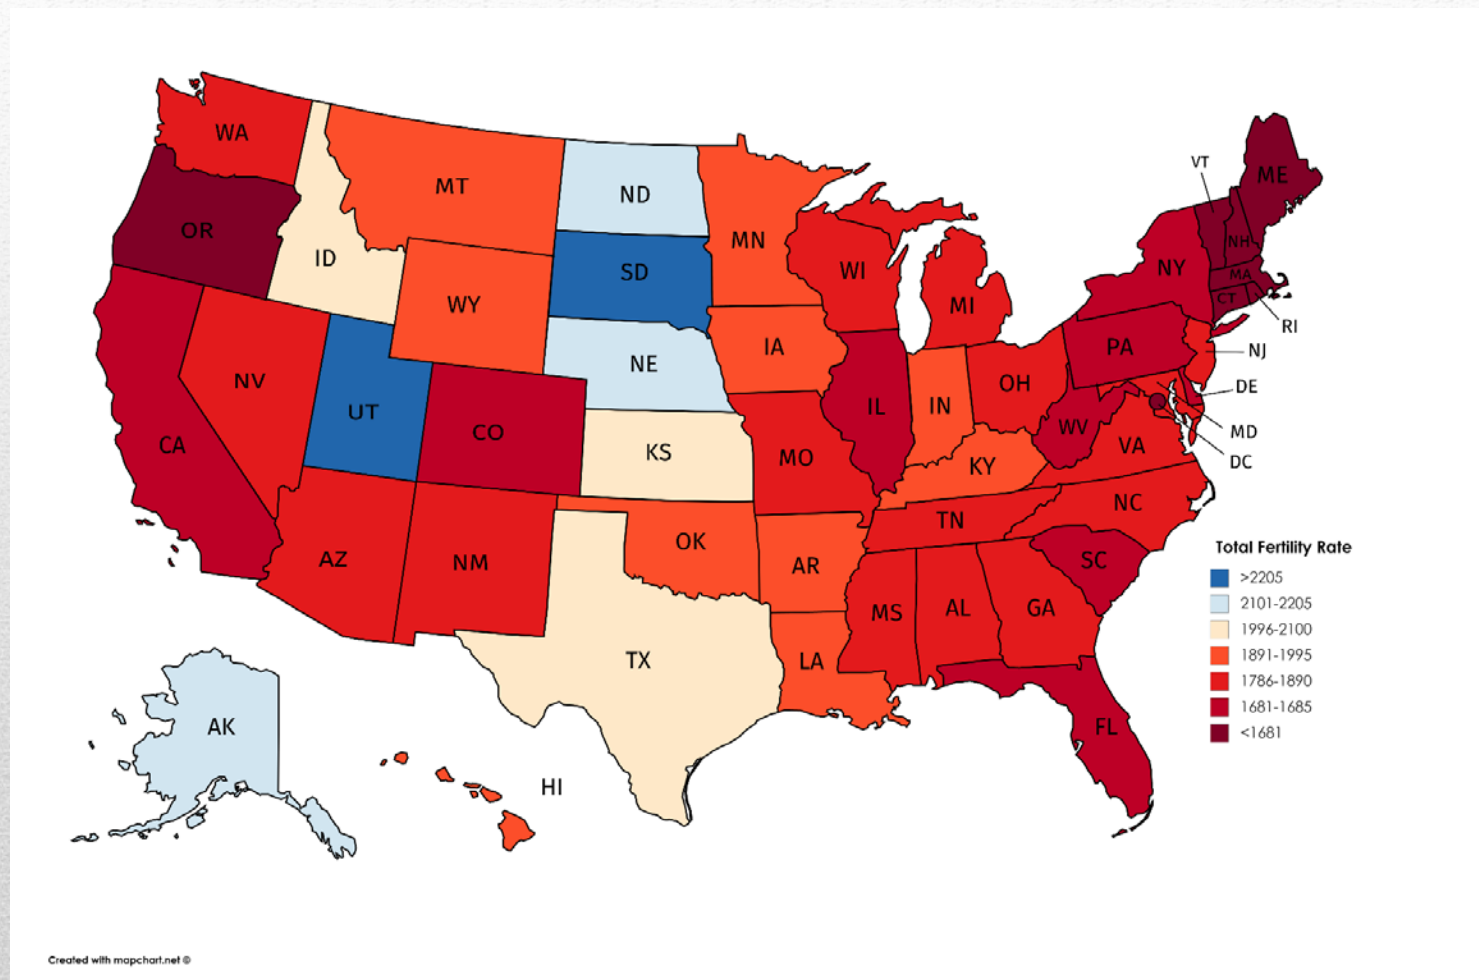 WA
MT
ND
MN
VT
ME
OR
ID
SD
WI
NH
NY
MA
WY
MI
CT
RI
IA
PA
NJ
NE
NV
OH
DE
UT
IL
IN
CO
WV
MD
CA
KS
MO
KY
VA
DC
NC
TN
OK
AZ
NM
AR
SC
MS
AL
GA
TX
LA
FL
AK
HI
Total Fertility Rate
>2205
2101-2205
1996-2100
1891-1995
1786-1890
1681-1685
<1681
Created with mapchart.net ©